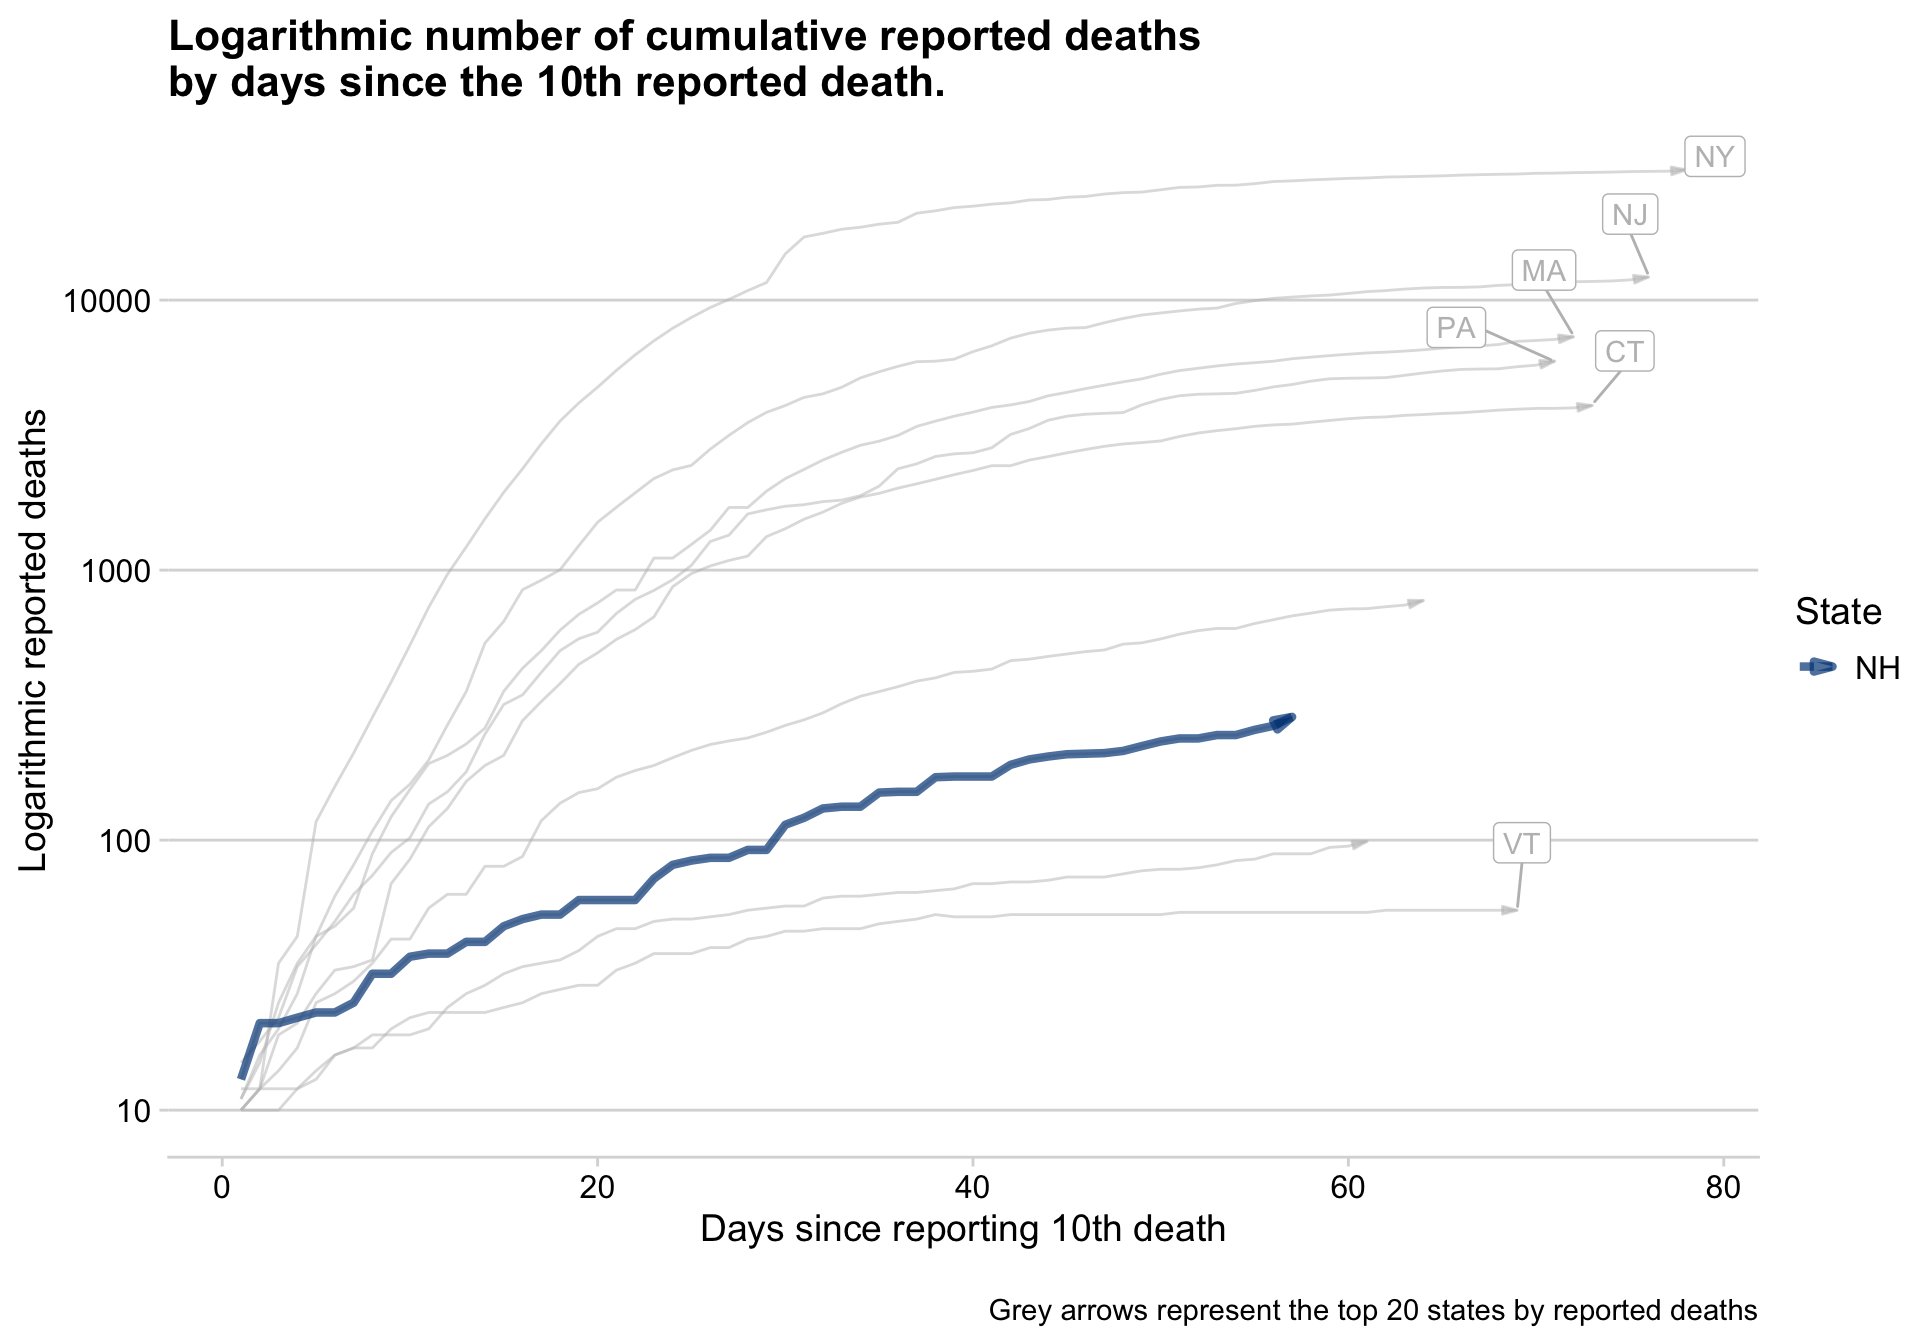 Logarithmic number of cumulative reported deaths
by days since the 10th reported death.
NY
NJ
MA
PA
CT
VT
10000
1000
100
10
Logarithmic reported deaths
0 20 40 60 80
Days since reporting 10th death
State
NH
Grey arrows represent the top 20 states by reported deaths